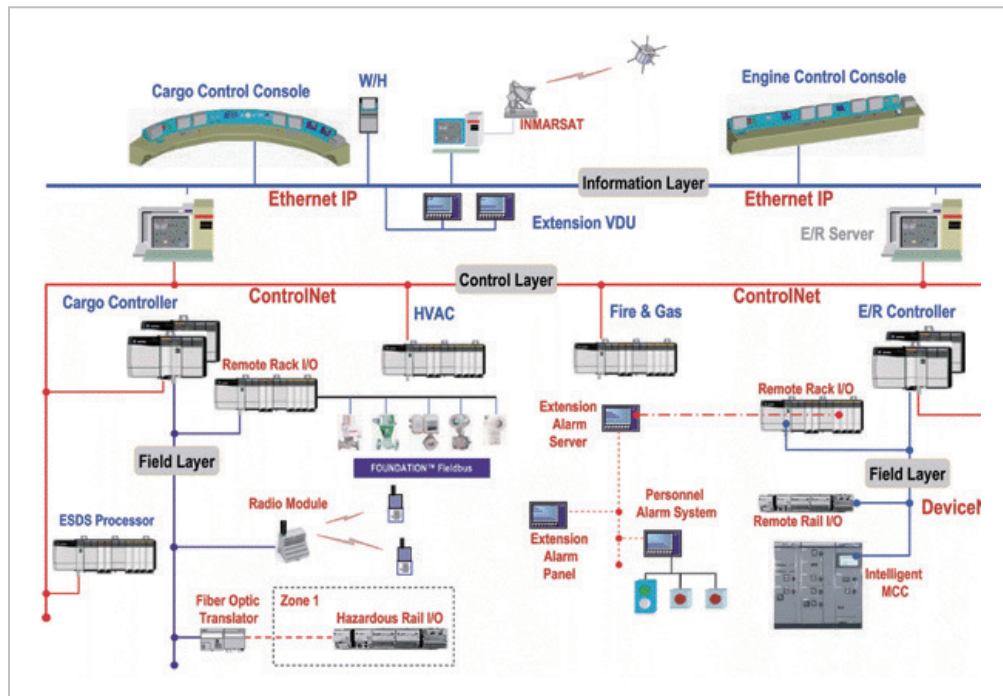 Cargo Control Console
W/H
INMARSAT
Engine Control Console
Information Layer
Ethernet IP
Ethernet IP
Extension VDU
E/R Server
Control Layer
ControlNet
ControlNet
Cargo Controller
HVAC
Fire & Gas
E/R Controller
Remote Rack I/O
Remote Rack I/O
Extension
Alarm
Server
FOUNDATION™ Fieldbus
Field Layer
Field Layer
Radio Module
Personnel
Alarm System
ESDS Processor
Remote Rail I/O
DeviceN
Extension
Alarm
Panel
Intelligent
MCC
Fiber Optic
Translator
Zone 1
Hazardous Rail I/O